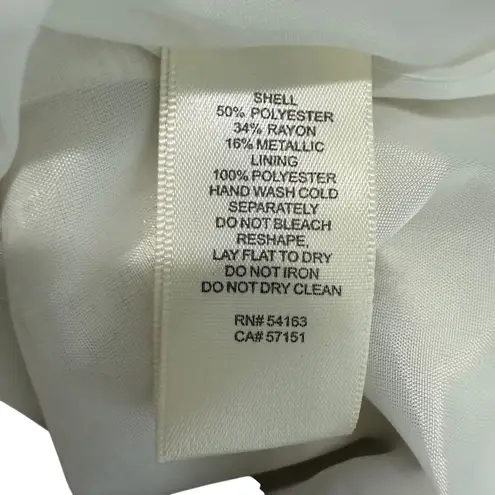 SHELL
50% POLYESTER
34% RAYON
16% METALLIC
LINING
100% POLYESTER
HAND WASH COLD
SEPARATELY
DO NOT BLEACH
RESHAPE,
LAY FLAT TO DRY
DO NOT IRON
DO NOT DRY CLEAN
RN# 54163
CA# 57151